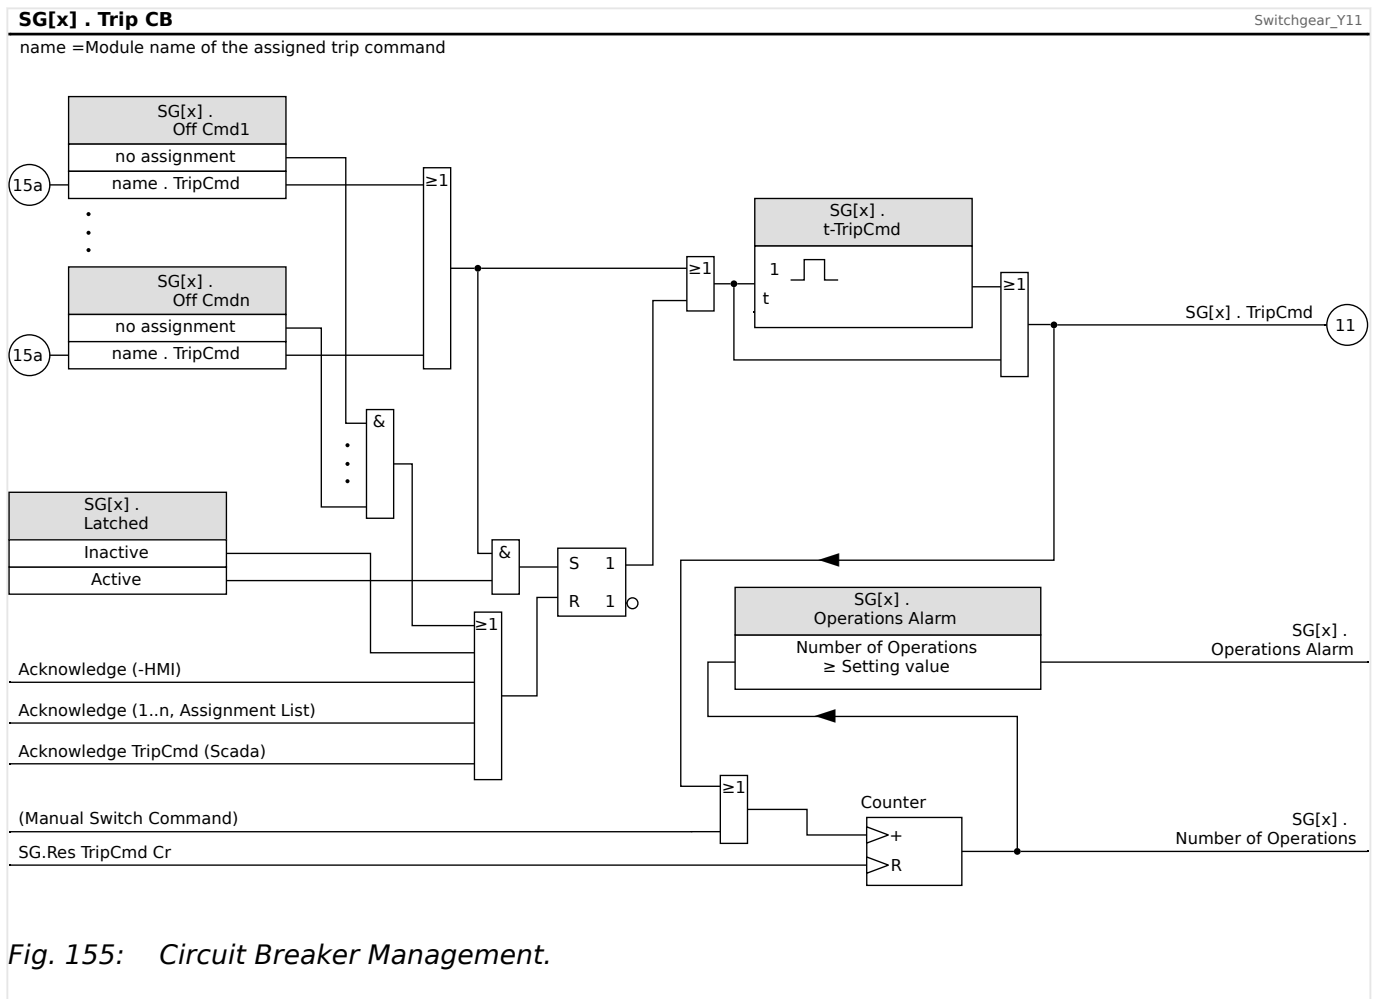 SG[x] . Trip CB
Switchgear_Y11
name =Module name of the assigned trip command
SG[x] .
Off Cmd1
no assignment
15a
name . TripCmd
≥1
SG[x] .
Off Cmdn
no assignment
15a
name . TripCmd
≥1
SG[x] .
t-TripCmd
1
t
≥1
SG[x] . TripCmd
11
&
SG[x] .
Latched
Inactive
Active
&
S 1
R 1
≥1
Acknowledge (-HMI)
Acknowledge (1..n, Assignment List)
Acknowledge TripCmd (Scada)
SG[x] .
Operations Alarm
Number of Operations
≥ Setting value
SG[x] .
Operations Alarm
≥1
(Manual Switch Command)
SG.Res TripCmd Cr
Counter
+
R
SG[x] .
Number of Operations
Fig. 155: Circuit Breaker Management.